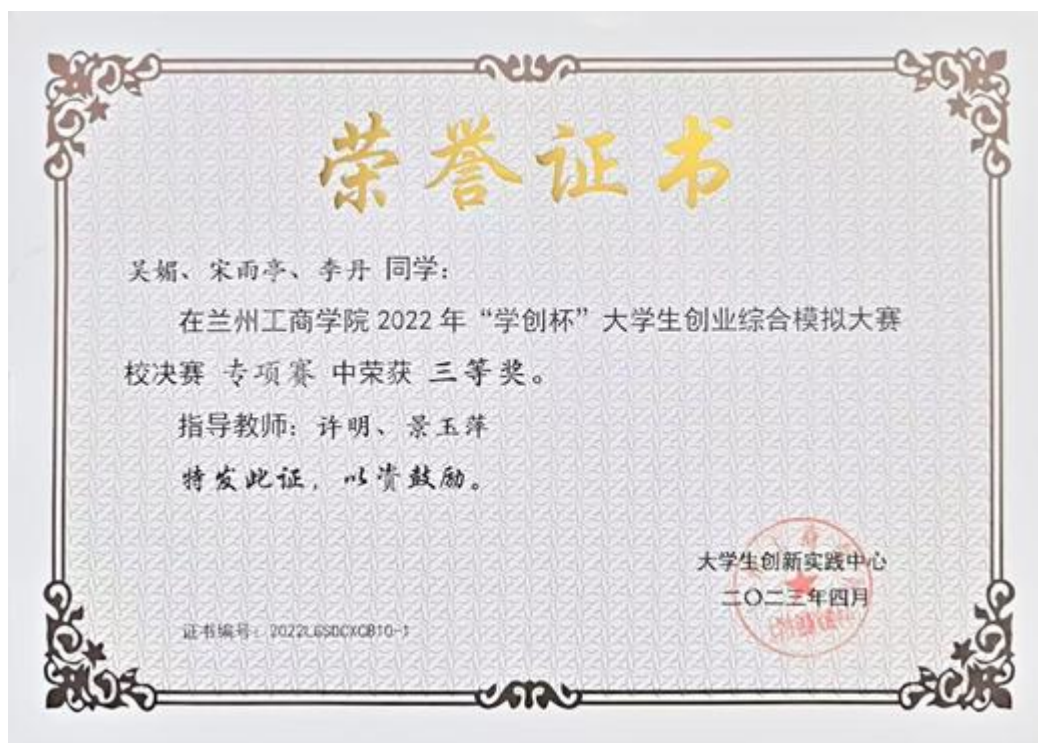 荣誉证书
吴媚、宋雨亭、李丹 同学：
在兰州工商学院 2022 年“学创杯”大学生创业综合模拟大赛
校决赛 专项赛 中荣获 三等奖。
指导教师：许明、景玉萍
特发此证，以资鼓励。
大学生创新实践中心
二〇二三年四月
证书编号：2022LGSDCXCB10-1